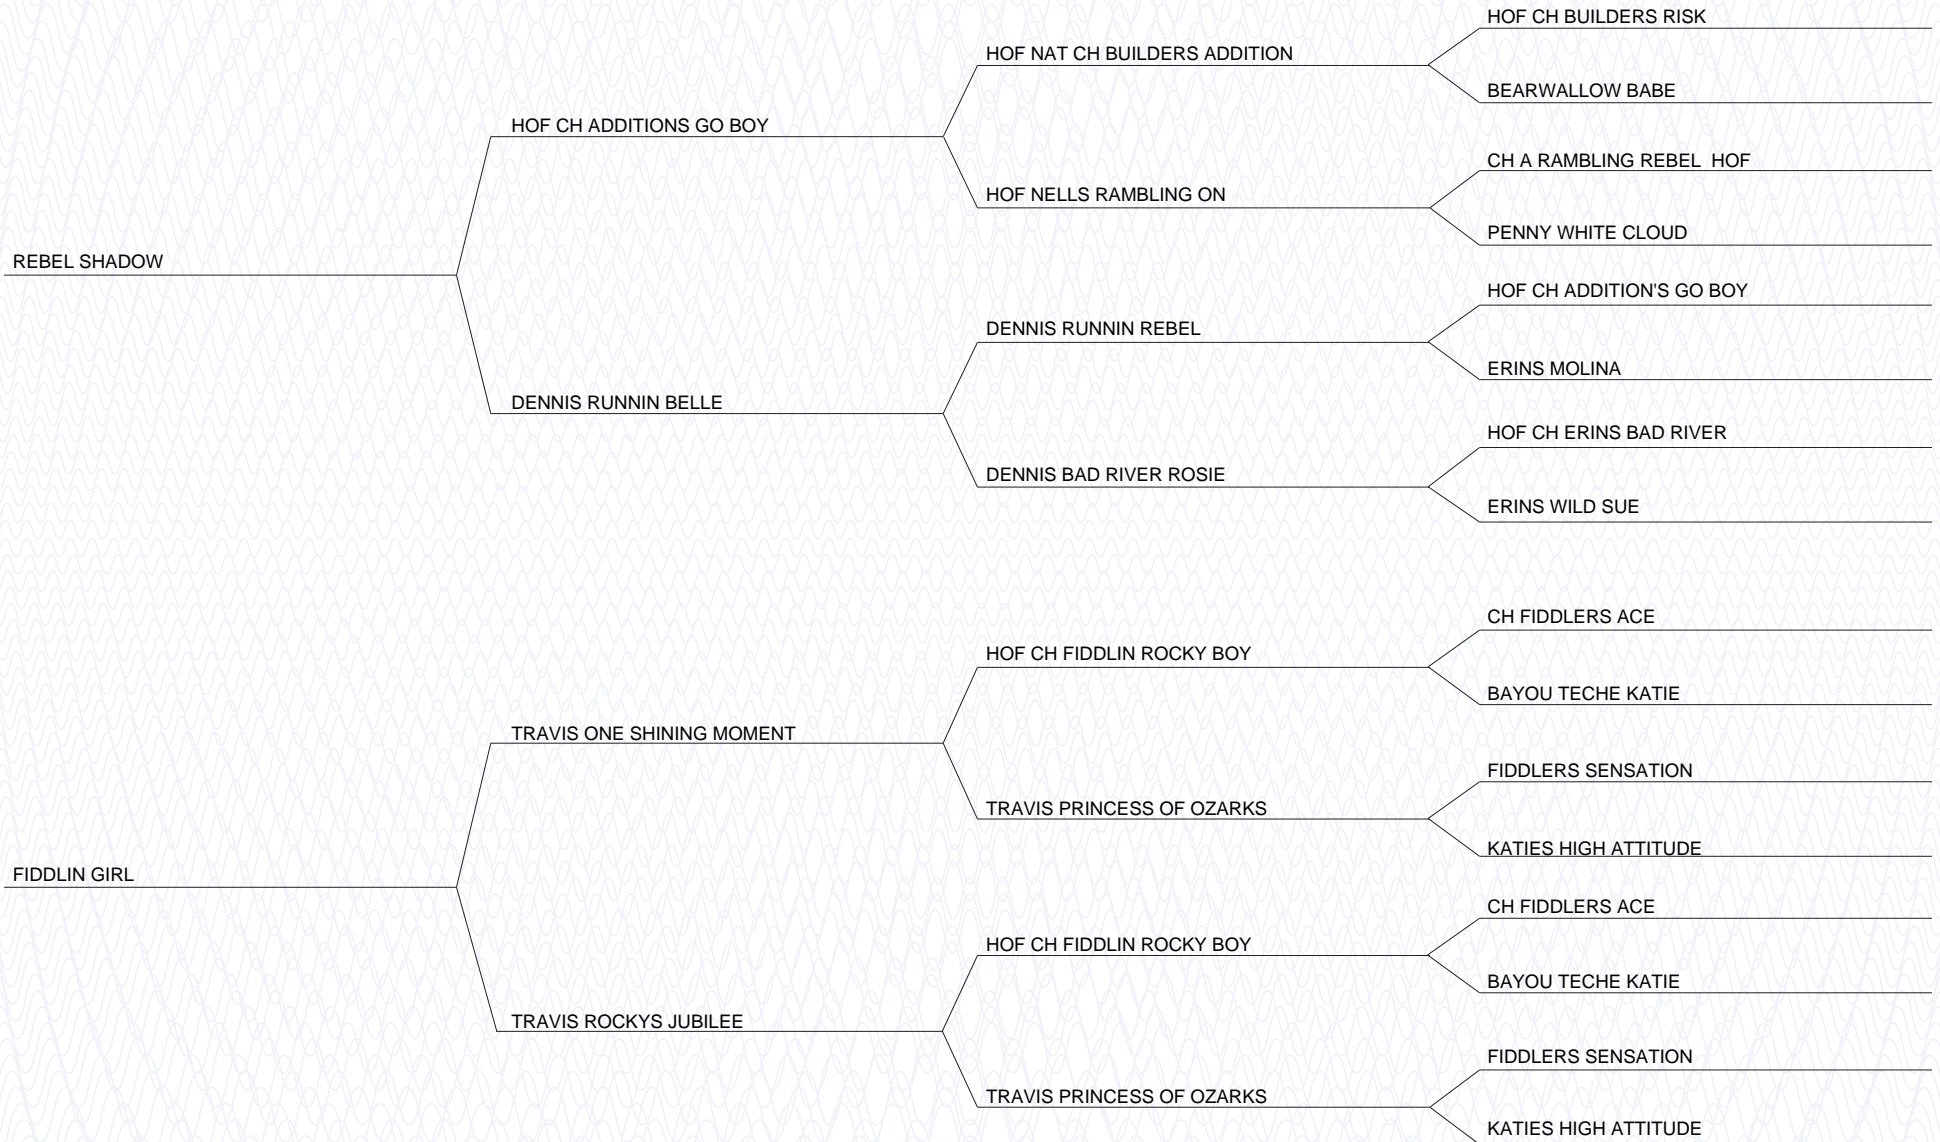 HOF CH BUILDERS RISK
HOF NAT CH BUILDERS ADDITION
BEARWALLOW BABE
HOF CH ADDITIONS GO BOY
CH A RAMBLING REBEL  HOF
HOF NELLS RAMBLING ON
PENNY WHITE CLOUD
REBEL SHADOW
HOF CH ADDITION'S GO BOY
DENNIS RUNNIN REBEL
ERINS MOLINA
DENNIS RUNNIN BELLE
HOF CH ERINS BAD RIVER
DENNIS BAD RIVER ROSIE
ERINS WILD SUE
CH FIDDLERS ACE
HOF CH FIDDLIN ROCKY BOY
BAYOU TECHE KATIE
TRAVIS ONE SHINING MOMENT
FIDDLERS SENSATION
TRAVIS PRINCESS OF OZARKS
KATIES HIGH ATTITUDE
FIDDLIN GIRL
CH FIDDLERS ACE
HOF CH FIDDLIN ROCKY BOY
BAYOU TECHE KATIE
TRAVIS ROCKYS JUBILEE
FIDDLERS SENSATION
TRAVIS PRINCESS OF OZARKS
KATIES HIGH ATTITUDE